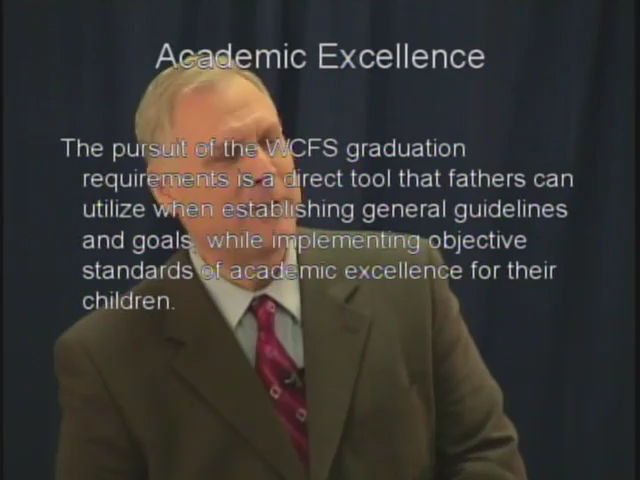 Academic Excellence
The pursuit of the WCFS graduation
requirements is a direct tool that fathers can
utilize when establishing general guidelines
and goals, while implementing objective
standards of academic excellence for their
children.